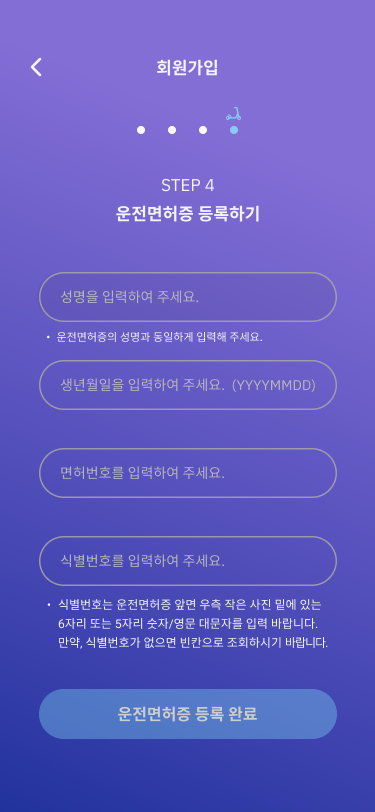 회원가입
STEP 4
운전면허증 등록하기
성명을 입력하여 주세요.
• 운전면허증의 성명과 동일하게 입력해 주세요.
생년월일을 입력하여 주세요. (YYYYMMDD)
면허번호를 입력하여 주세요.
식별번호를 입력하여 주세요.
• 식별번호는 운전면허증 앞면 우측 작은 사진 밑에 있는
6자리 또는 5자리 숫자/영문 대문자를 입력 바랍니다.
만약, 식별번호가 없으면 빈칸으로 조회하시기 바랍니다.
운전면허증 등록 완료